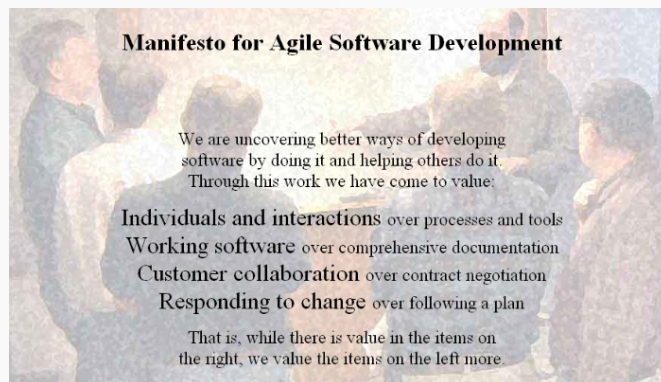 Manifesto for Agile Software Development
We are uncovering better ways of developing
software by doing it and helping others do it.
Through this work we have come to value:
Individuals and interactions over processes and tools
Working software over comprehensive documentation
Customer collaboration over contract negotiation
Responding to change over following a plan
That is, while there is value in the items on
the right, we value the items on the left more.